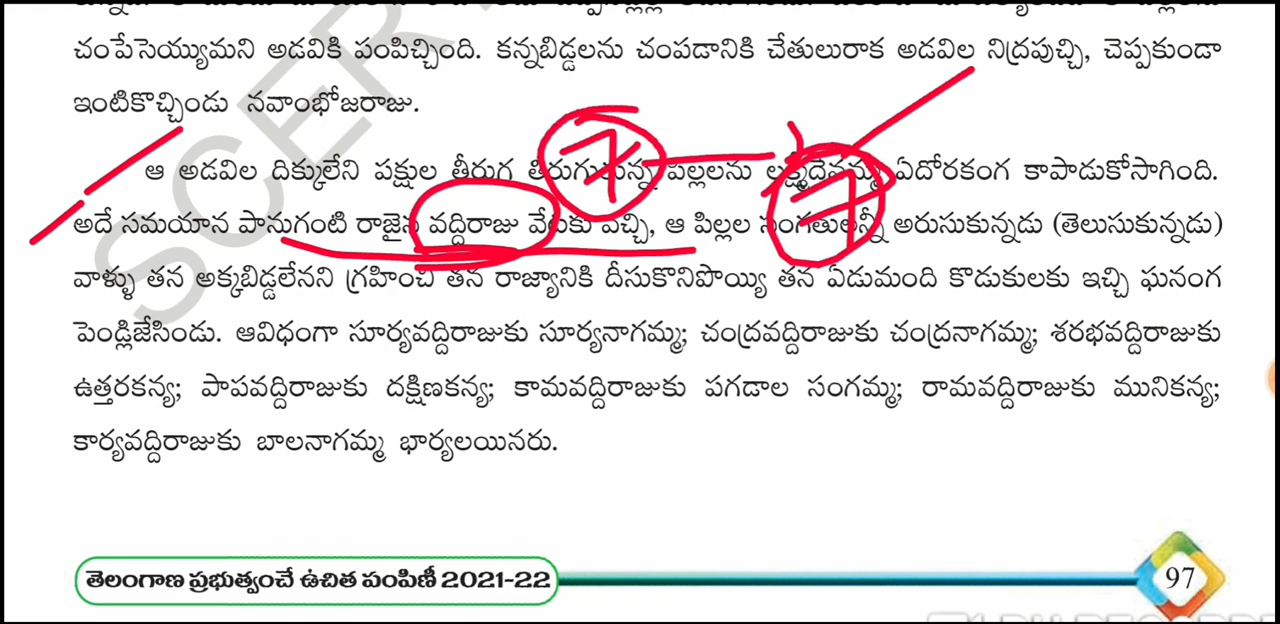 చంపేసెయ్యుమని అడవికి పంపిచ్చింది. కన్నబిడ్డలను చంపడానికి చేతులురాక అడవిల నిద్రపుచ్చి, చెప్పకుండా
ఇంటికొచ్చిండు నవాంభోజరాజు.
ఆ అడవిల దిక్కులేని పక్షుల తీరుగ పిల్లలను ఏదోరకంగ కాపాడుకోసాగింది.
7
7
అదే సమయాన పానుగంటి రాజైన వద్దిరాజు వేటకు వచ్చి, ఆ పిల్లల అరుసుకున్నడు (తెలుసుకున్నడు)
వాళ్ళు తన అక్కబిడ్డలేనని గ్రహించి తన రాజ్యానికి దీసుకొనిపొయ్యి తన ఏడుమంది కొడుకులకు ఇచ్చి ఘనంగ
పెండ్లిజేసిండు. ఆవిధంగా సూర్యవద్దిరాజుకు సూర్యనాగమ్మ; చంద్రవద్దిరాజుకు చంద్రనాగమ్మ; శరభవద్దిరాజుకు
ఉత్తరకన్య; పాపవద్దిరాజుకు దక్షిణకన్య; కామవద్దిరాజుకు పగడాల సంగమ్మ; రామవద్దిరాజుకు మునికన్య;
కార్యవద్దిరాజుకు బాలనాగమ్మ భార్యలయినరు.
తెలంగాణ ప్రభుత్వంచే ఉచిత పంపిణీ 2021-22
97